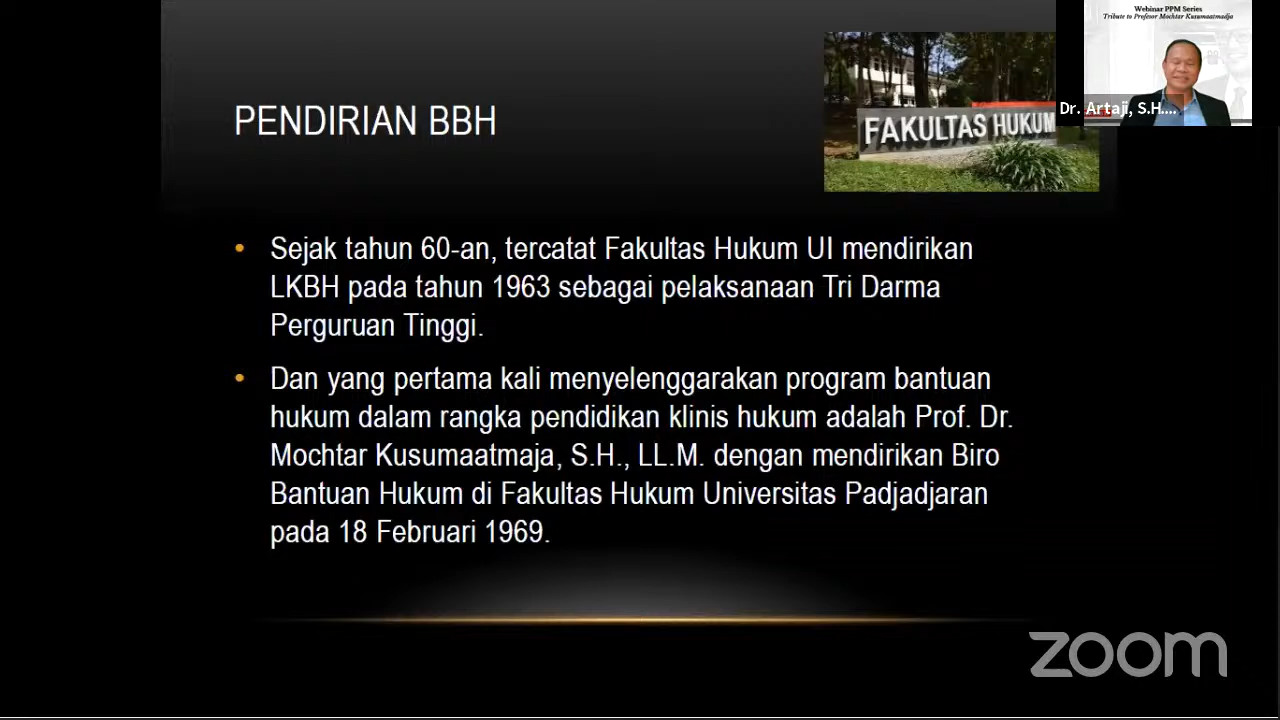 Webinar PPM Series
Tribute to Profesor Mochtar Kusumaatmadja
PENDIRIAN BBH
FAKULTAS HUKUM
Dr. Artaji, S.H....
• Sejak tahun 60-an, tercatat Fakultas Hukum UI mendirikan
LKBH pada tahun 1963 sebagai pelaksanaan Tri Darma
Perguruan Tinggi.
• Dan yang pertama kali menyelenggarakan program bantuan
hukum dalam rangka pendidikan klinis hukum adalah Prof. Dr.
Mochtar Kusumaatmaja, S.H., LL.M. dengan mendirikan Biro
Bantuan Hukum di Fakultas Hukum Universitas Padjadjaran
pada 18 Februari 1969.
zoom